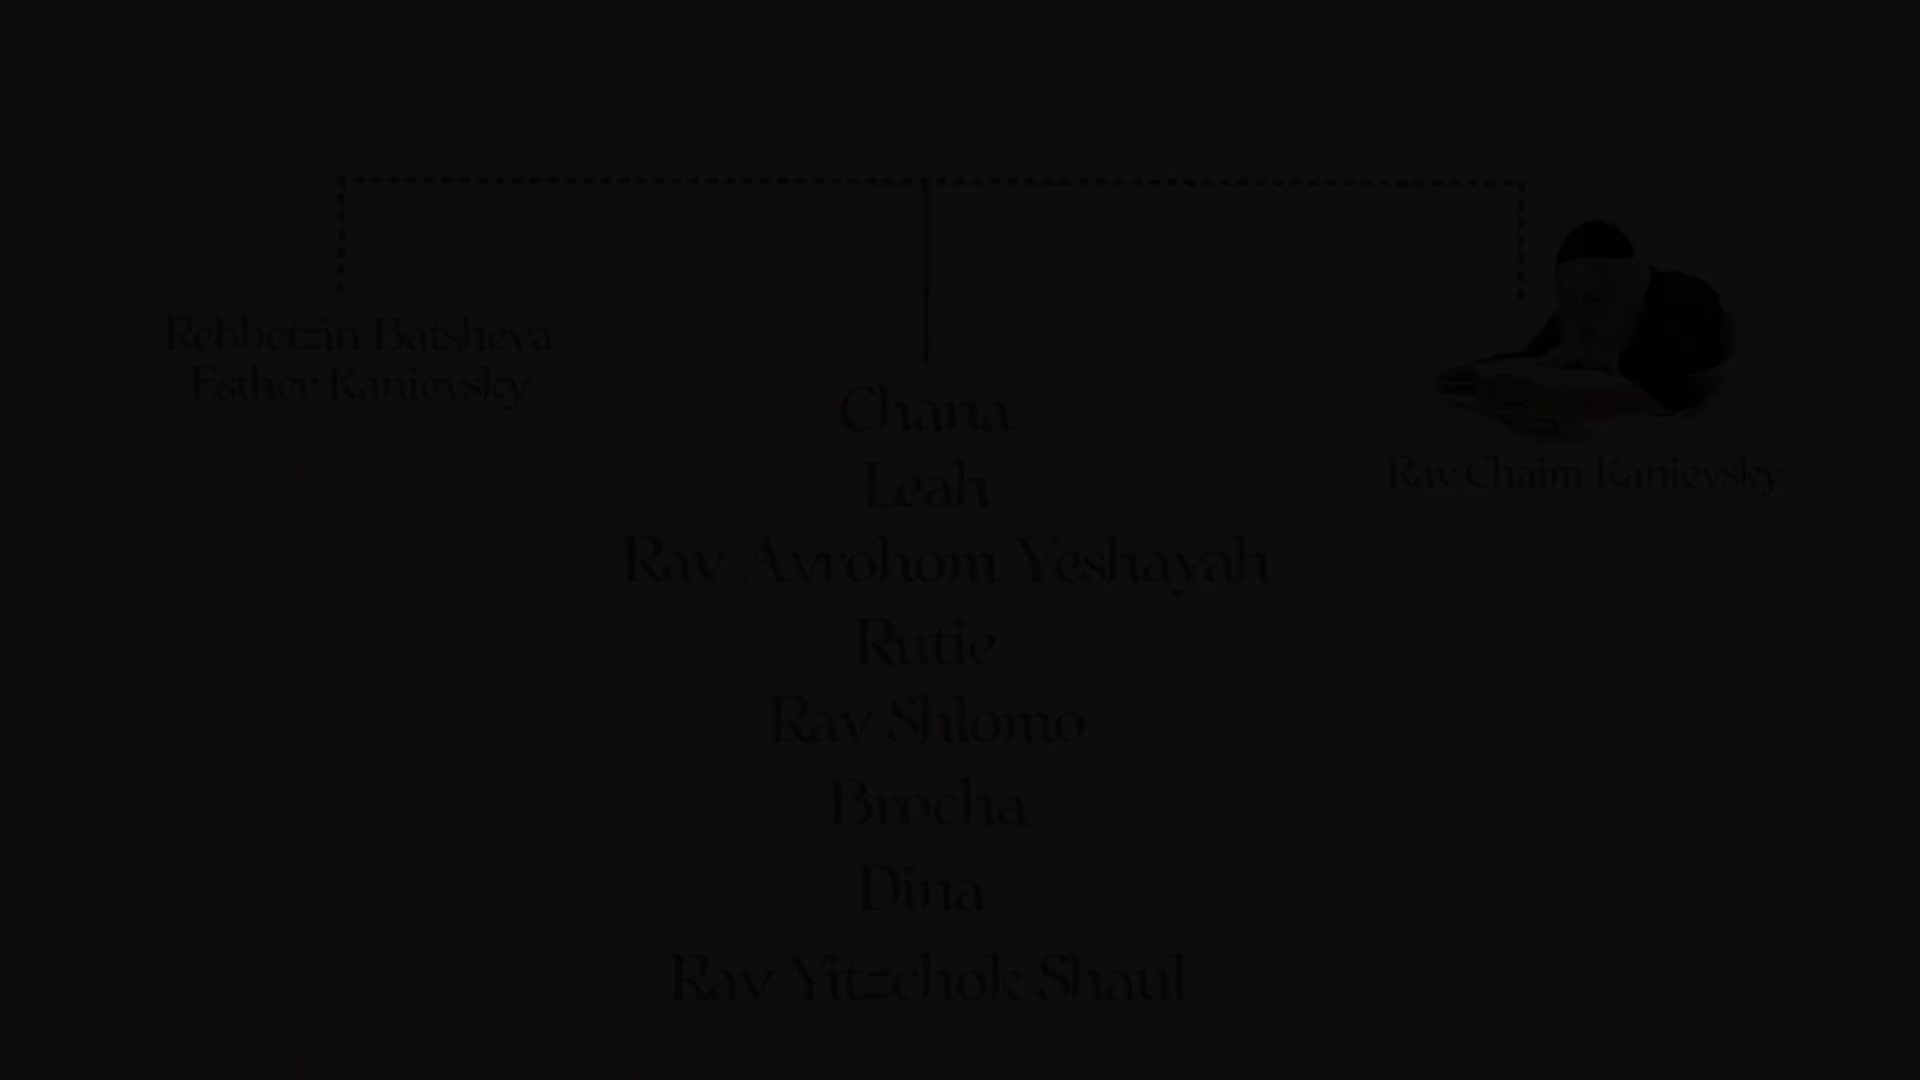 Rebbetzin Batsheva
Esther Kanievsky
Rav Chaim Kanievsky
Chana
Leah
Rav Avrohom Yeshayah
Rutie
Rav Shlomo
Brocha
Dina
Rav Yitzchok Shaul